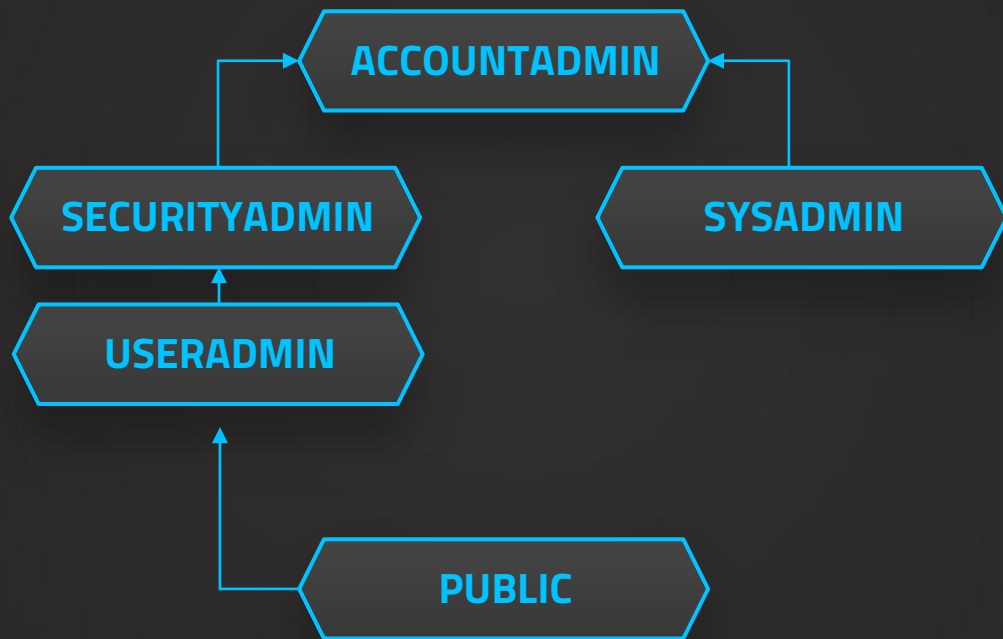 ACCOUNTADMIN
SECURITYADMIN
SYSADMIN
USERADMIN
PUBLIC